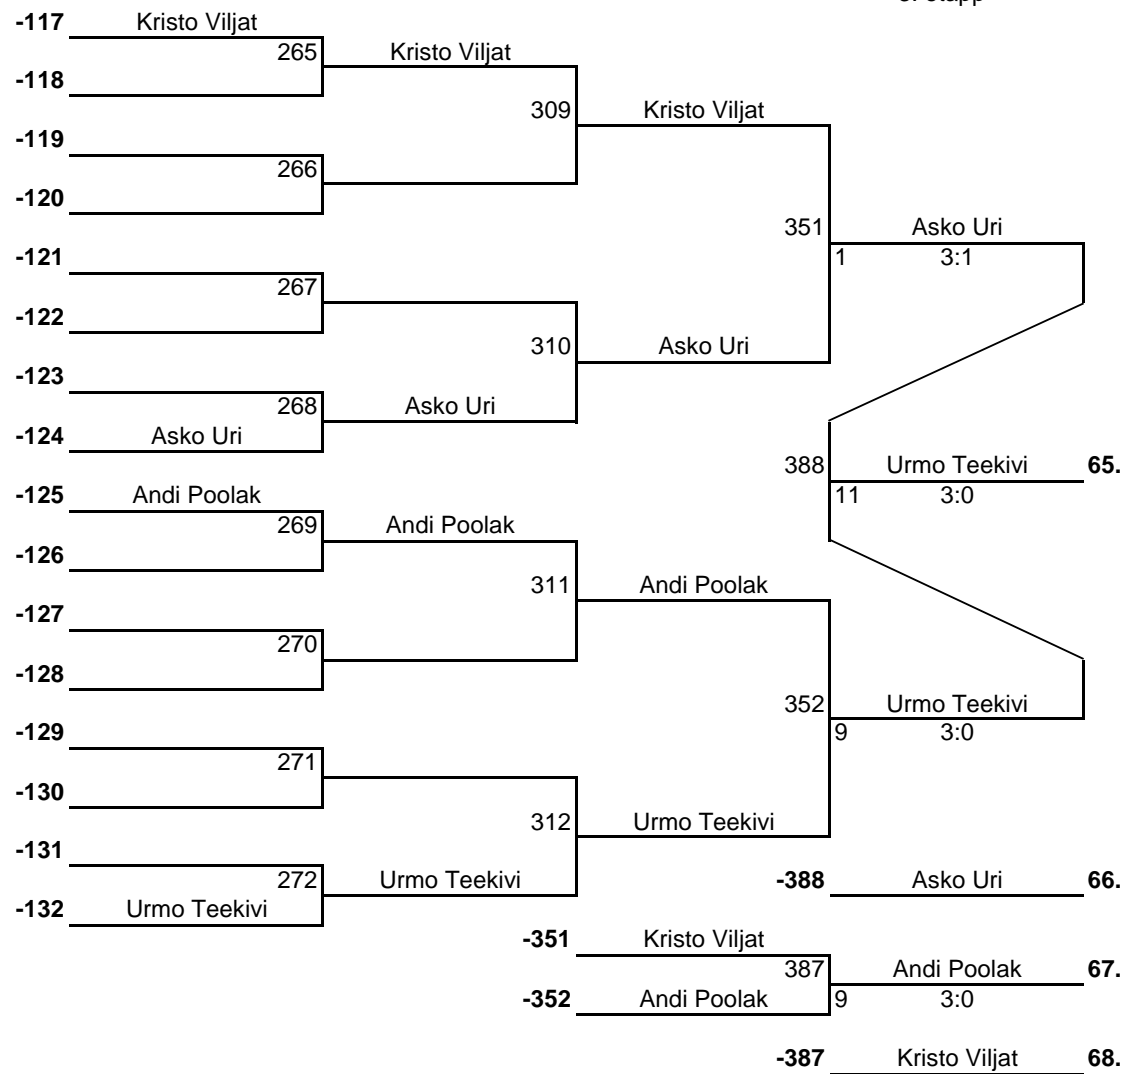 -117 Kristo Viljat
265 Kristo Viljat
-118
309 Kristo Viljat
-119
266
-120
351 Asko Uri
1 3:1
-121
267
-122
310 Asko Uri
-123
268 Asko Uri
-124 Asko Uri
388 Urmo Teekivi 65.
11 3:0
-125 Andi Poolak
269 Andi Poolak
-126
311 Andi Poolak
-127
270
-128
352 Urmo Teekivi
9 3:0
-129
271
-130
312 Urmo Teekivi
-131
272 Urmo Teekivi
-132 Urmo Teekivi
-388 Asko Uri 66.
-351 Kristo Viljat
387 Andi Poolak 67.
-352 Andi Poolak 9 3:0
-387 Kristo Viljat 68.